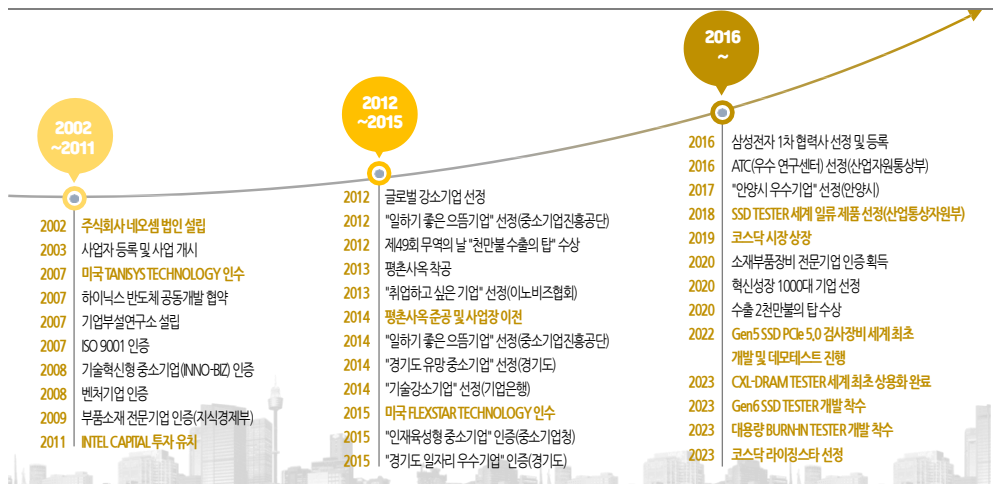 2002
~2011
2002 주식회사 네오셈 법인 설립
2003 사업자 등록 및 사업 개시
2007 미국 TANISYS TECHNOLOGY 인수
2007 하이닉스 반도체 공동개발 협약
2007 기업부설연구소 설립
2007 ISO 9001 인증
2008 기술혁신형 중소기업(INNO-BIZ) 인증
2008 벤처기업 인증
2009 부품소재 전문기업 인증(지식경제부)
2011 INTEL CAPITAL 투자 유치
2012
~2015
2012 글로벌 강소기업 선정
2012 "일하기 좋은 으뜸기업" 선정(중소기업진흥공단)
2012 제49회 무역의 날 "천만불 수출의 탑" 수상
2013 평촌사옥 착공
2013 "취업하고 싶은 기업" 선정(이노비즈협회)
2014 평촌사옥 준공 및 사업장 이전
2014 "일하기 좋은 으뜸기업" 선정(중소기업진흥공단)
2014 "경기도 유망 중소기업" 선정(경기도)
2014 "기술강소기업" 선정(기업은행)
2015 미국 FLEXSTAR TECHNOLOGY 인수
2015 "인재육성형 중소기업" 인증(중소기업청)
2015 "경기도 일자리 우수기업" 인증(경기도)
2016
~
2016 삼성전자 1차 협력사 선정 및 등록
2016 ATC(우수 연구센터) 선정(산업자원통상부)
2017 "안양시 우수기업" 선정(안양시)
2018 SSD TESTER 세계 일류 제품 선정(산업통상자원부)
2019 코스닥 시장 상장
2020 소재부품장비 전문기업 인증 획득
2020 혁신성장 1000대 기업 선정
2020 수출 2천만불의 탑 수상
2022 Gen5 SSD PCIe 5.0 검사장비 세계 최초
개발 및 데모테스트 진행
2023 CXL-DRAM TESTER 세계 최초 상용화 완료
2023 Gen6 SSD TESTER 개발 착수
2023 대용량 BURN-IN TESTER 개발 착수
2023 코스닥 라이징스타 선정